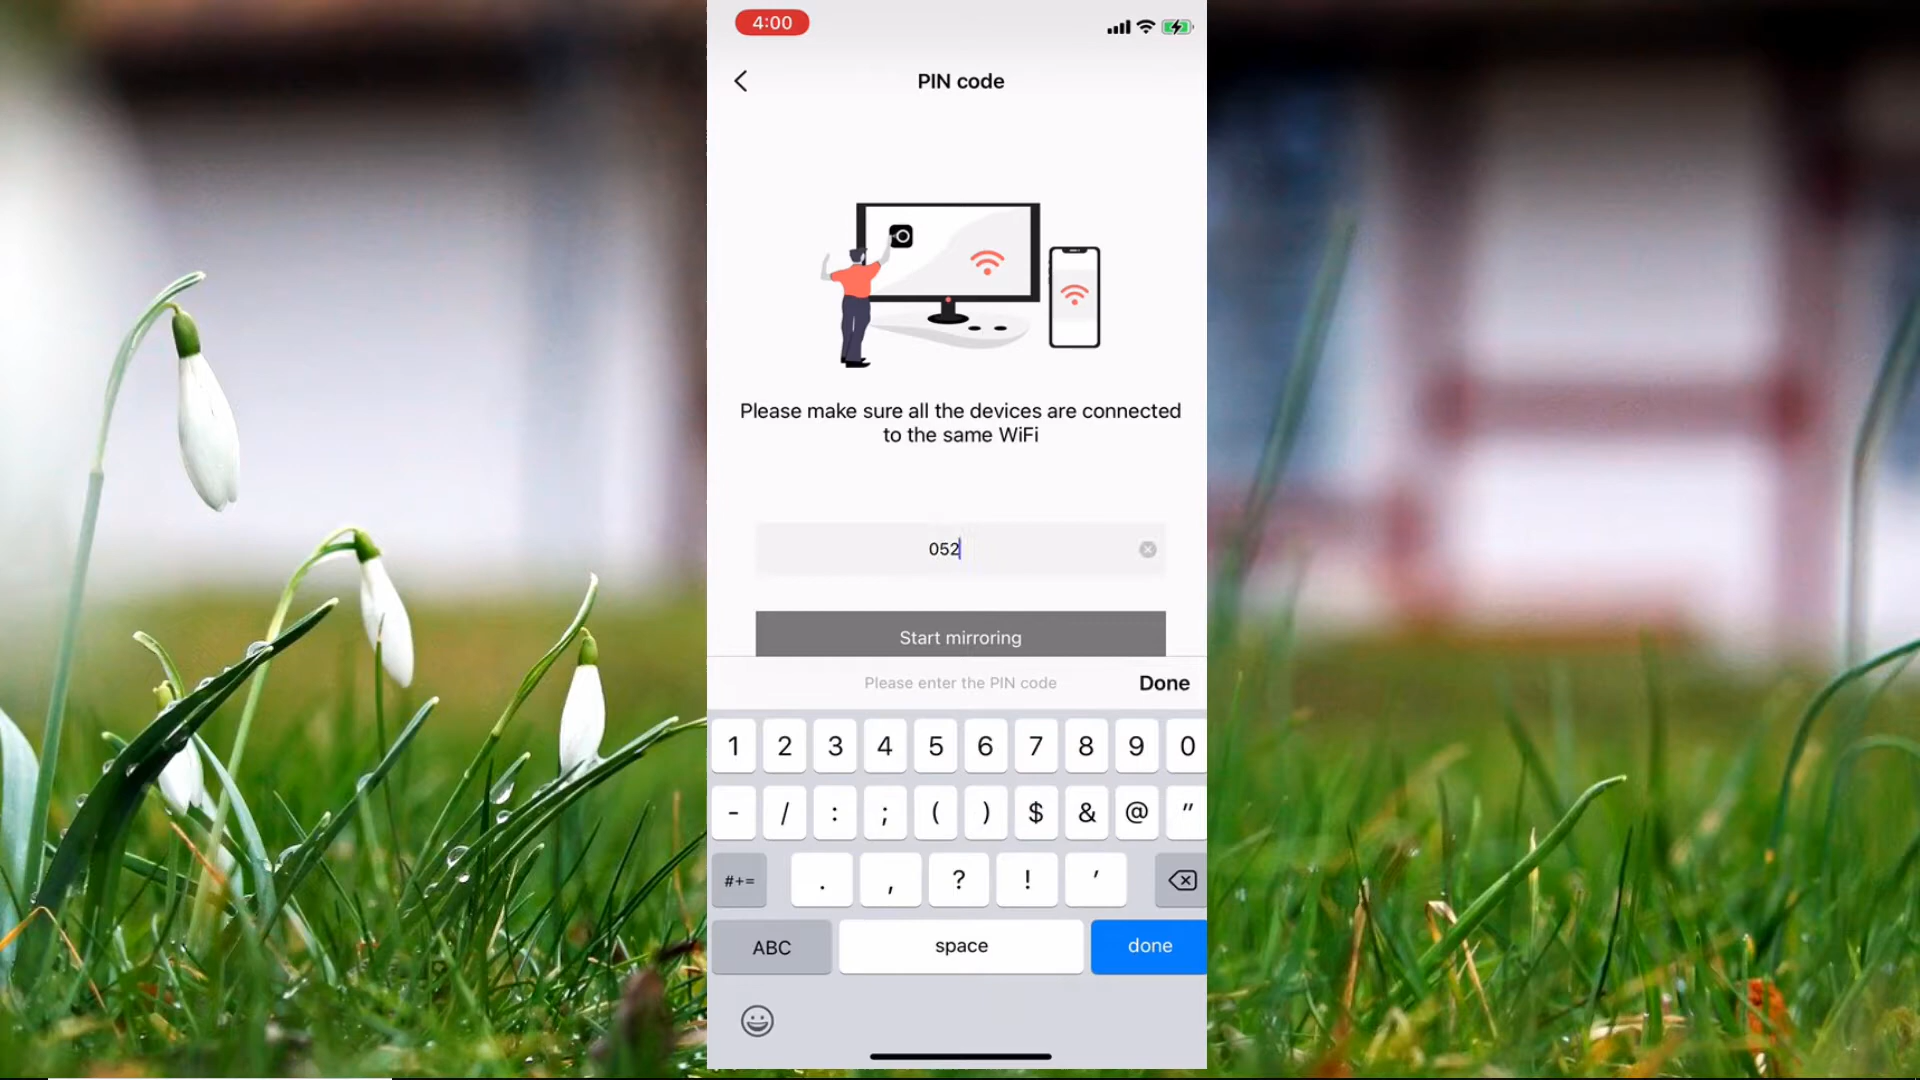 4:00
PIN code
Please make sure all the devices are connected
to the same WiFi
052
Start mirroring
Please enter the PIN code Done
1 2 3 4 5 6 7 8 9 0
- / : ; ( ) $ & @ "
#+= . , ? ! '
ABC space done